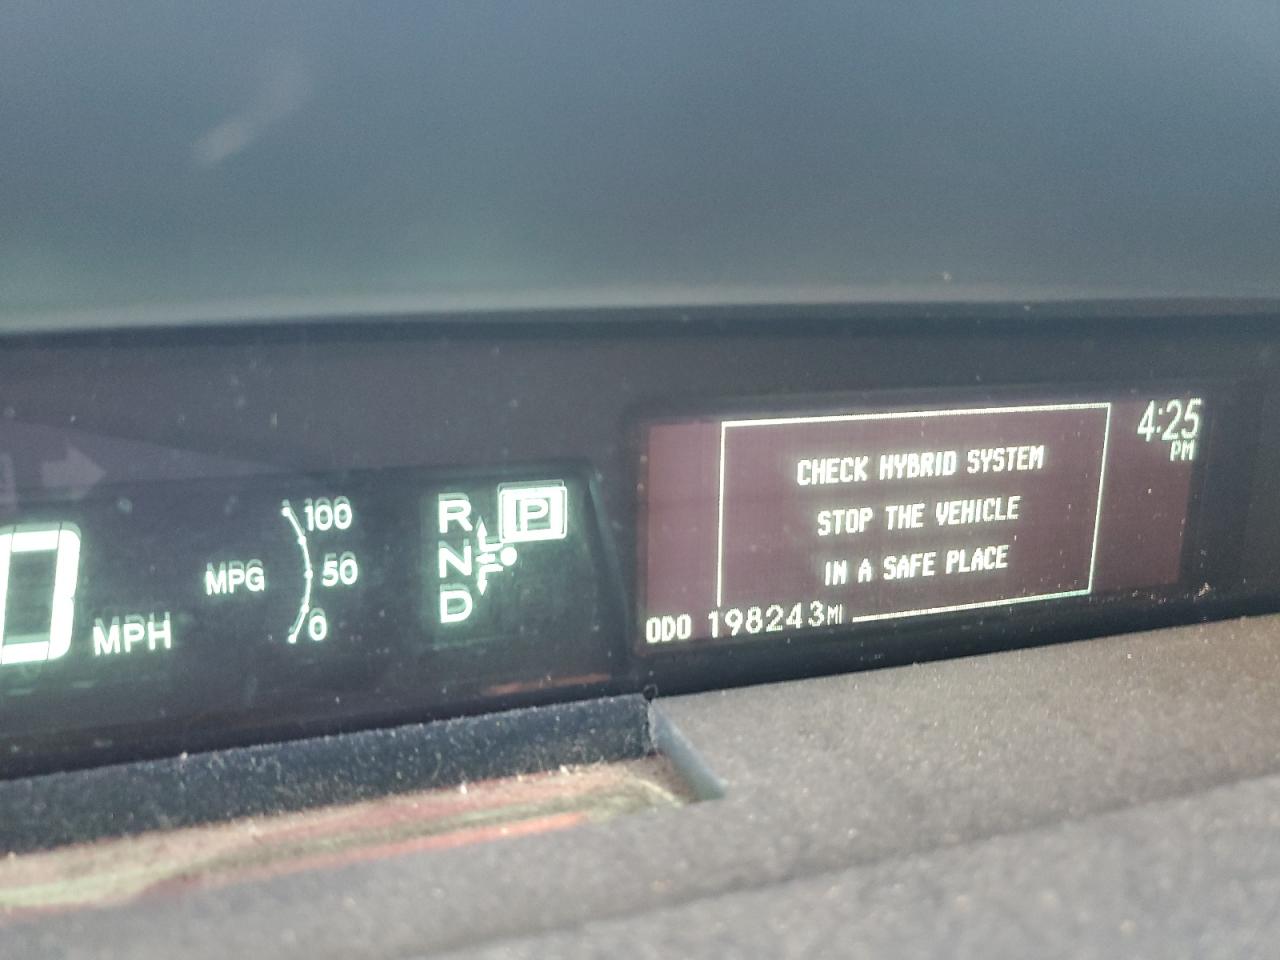 0 MPH
MPG
100
50
0
R
P
N
D
CHECK HYBRID SYSTEM
STOP THE VEHICLE
IN A SAFE PLACE
ODO 198243MI
4:25
PM